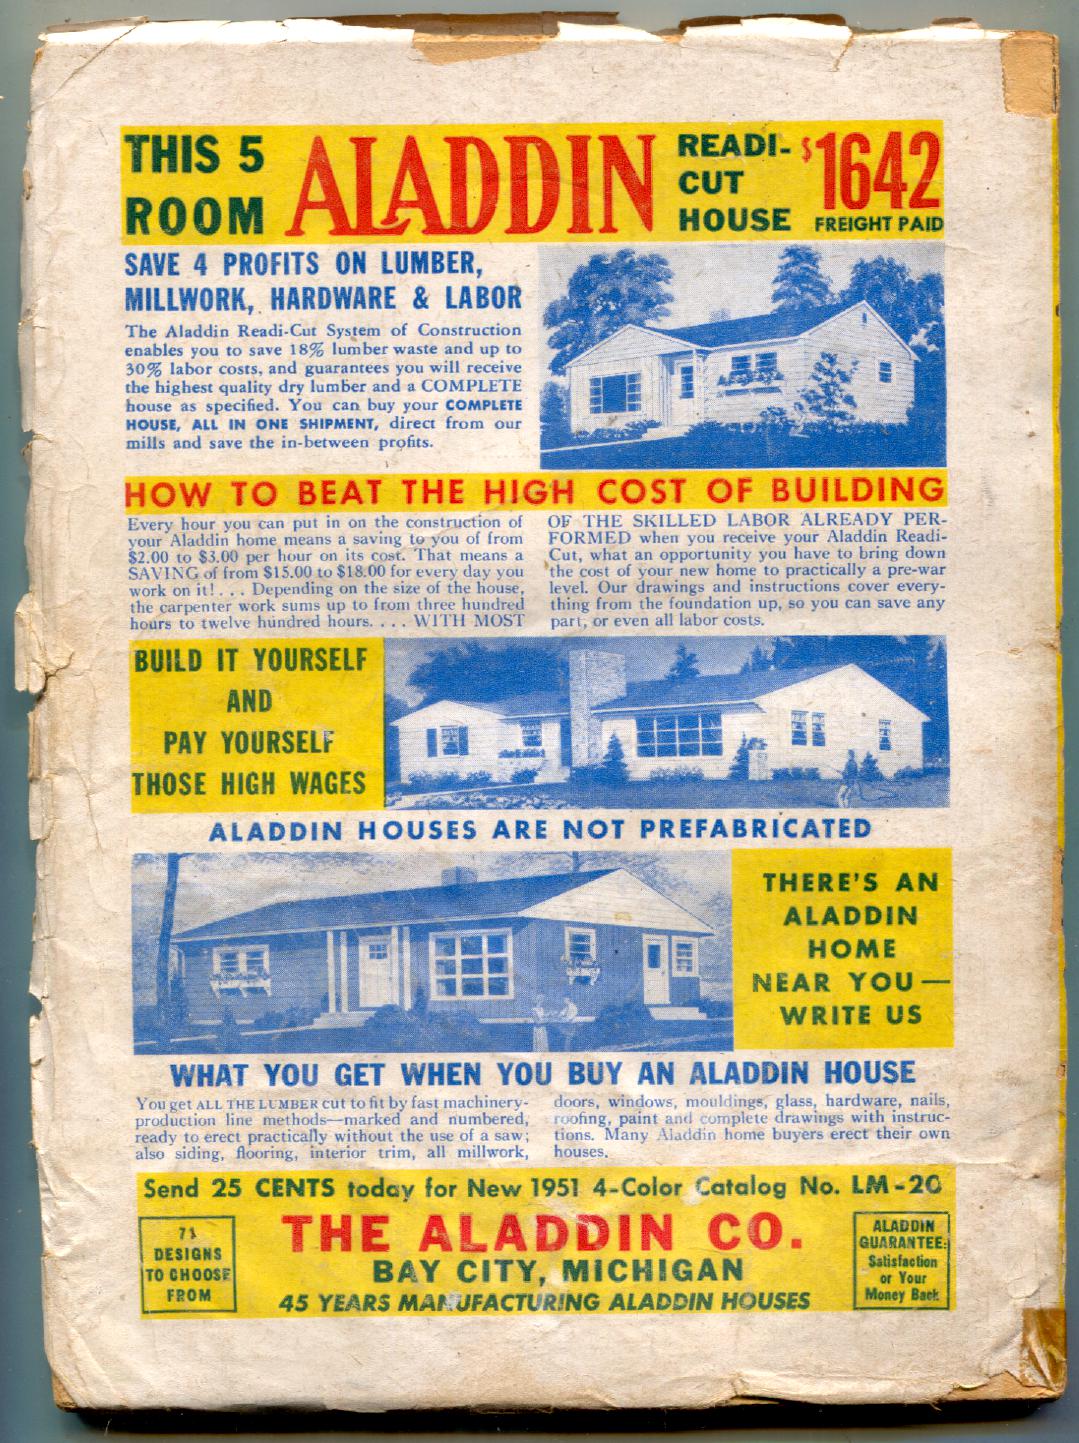 THIS 5
ROOM
ALADDIN
READI-
CUT
HOUSE
$1642
FREIGHT PAID
SAVE 4 PROFITS ON LUMBER,
MILLWORK, HARDWARE & LABOR
The Aladdin Readi-Cut System of Construction
enables you to save 18% lumber waste and up to
30% labor costs, and guarantees you will receive
the highest quality dry lumber and a COMPLETE
house as specified. You can buy your COMPLETE
HOUSE, ALL IN ONE SHIPMENT, direct from our
mills and save the in-between profits.
HOW TO BEAT THE HIGH COST OF BUILDING
Every hour you can put in on the construction of
your Aladdin home means a saving to you of from
$2.00 to $3.00 per hour on its cost. That means a
SAVING of from $15.00 to $18.00 for every day you
work on it! . . . Depending on the size of the house,
the carpenter work sums up to from three hundred
hours to twelve hundred hours. . . . WITH MOST
OF THE SKILLED LABOR ALREADY PER-
FORMED when you receive your Aladdin Readi-
Cut, what an opportunity you have to bring down
the cost of your new home to practically a pre-war
level. Our drawings and instructions cover every-
thing from the foundation up, so you can save any
part, or even all labor costs.
BUILD IT YOURSELF
AND
PAY YOURSELF
THOSE HIGH WAGES
ALADDIN HOUSES ARE NOT PREFABRICATED
THERE'S AN
ALADDIN
HOME
NEAR YOU—
WRITE US
WHAT YOU GET WHEN YOU BUY AN ALADDIN HOUSE
You get ALL THE LUMBER cut to fit by fast machinery-
production line methods—marked and numbered,
ready to erect practically without the use of a saw;
also siding, flooring, interior trim, all millwork,
doors, windows, mouldings, glass, hardware, nails,
roofing, paint and complete drawings with instruc-
tions. Many Aladdin home buyers erect their own
houses.
Send 25 CENTS today for New 1951 4-Color Catalog No. LM-20
71
DESIGNS
TO CHOOSE
FROM
THE ALADDIN CO.
BAY CITY, MICHIGAN
45 YEARS MANUFACTURING ALADDIN HOUSES
ALADDIN
GUARANTEE:
Satisfaction
or Your
Money Back